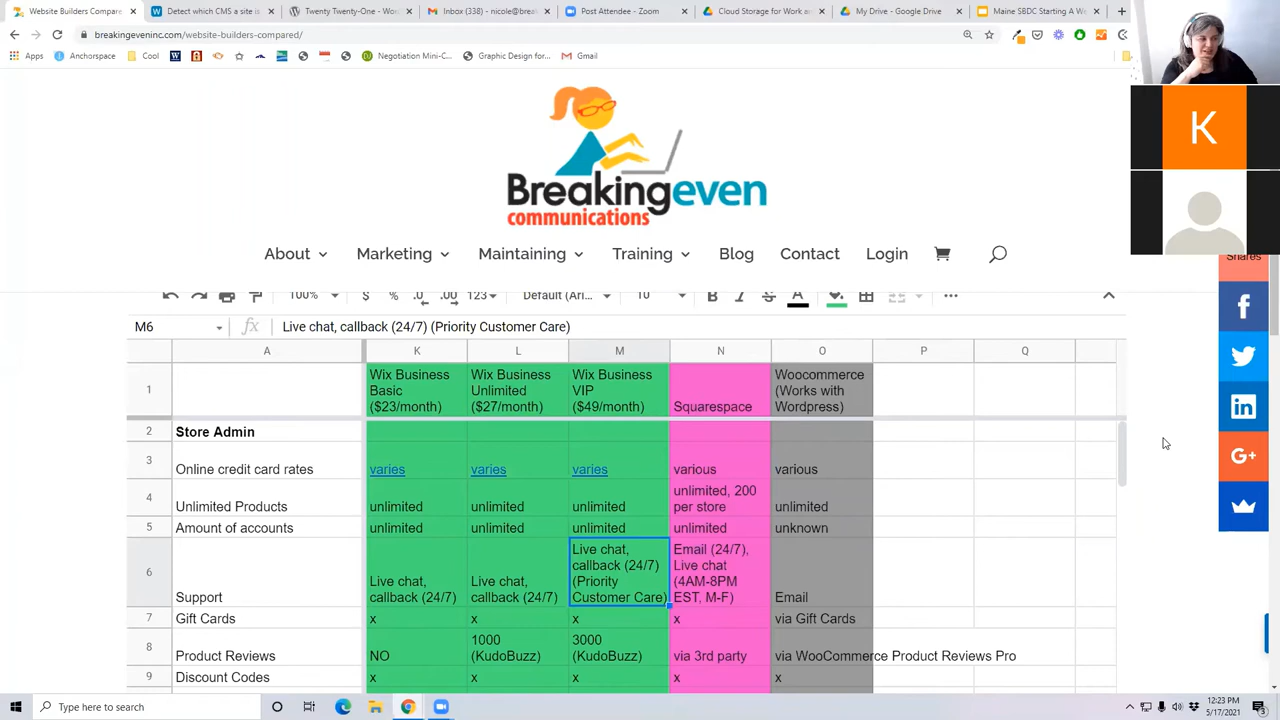 Website Builders Compare
Detect which CMS a site is
Twenty Twenty-One - Wo
Inbox (338) - nicole@break
Post Attendee - Zoom
Cloud Storage for Work o
My Drive - Google Drive
Maine SBDC Starting A W
breakingeveninc.com/website-builders-compared/
Apps
Anchorspace
Cool
Negotiation Mini-C...
Graphic Design for...
Gmail
K
Breakingeven
communications
About
Marketing
Maintaining
Training
Blog
Contact
Login
Shares
100%
$
%
.0
.00
123
Default (Ari...
10
B
I
S
A
M6
fx
Live chat, callback (24/7) (Priority Customer Care)
A
K
L
M
N
O
P
Q
1
Wix Business
Basic
($23/month)
Wix Business
Unlimited
($27/month)
Wix Business
VIP
($49/month)
Squarespace
Woocommerce
(Works with
Wordpress)
2
Store Admin
3
Online credit card rates
varies
varies
varies
various
various
4
Unlimited Products
unlimited
unlimited
unlimited
unlimited, 200
per store
unlimited
5
Amount of accounts
unlimited
unlimited
unlimited
unlimited
unknown
6
Support
Live chat,
callback (24/7)
Live chat,
callback (24/7)
Live chat,
callback (24/7)
(Priority
Customer Care)
Email (24/7),
Live chat
(4AM-8PM
EST, M-F)
Email
7
Gift Cards
x
x
x
x
via Gift Cards
8
Product Reviews
NO
1000
(KudoBuzz)
3000
(KudoBuzz)
via 3rd party
via WooCommerce Product Reviews Pro
9
Discount Codes
x
x
x
x
x
f
in
G+
Type here to search
12:23 PM
5/17/2021
3